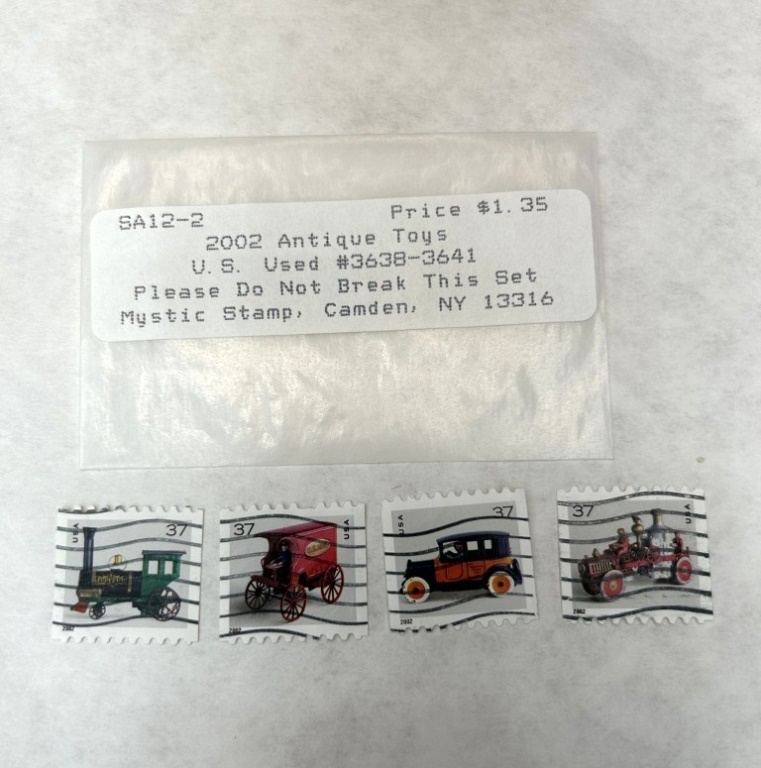 SA12-2 Price $1.35
2002 Antique Toys
U.S. Used #3638-3641
Please Do Not Break This Set
Mystic Stamp, Camden, NY 13316
USA 37
37 USA
USA 37
37 USA
2002
2002
2002
2002